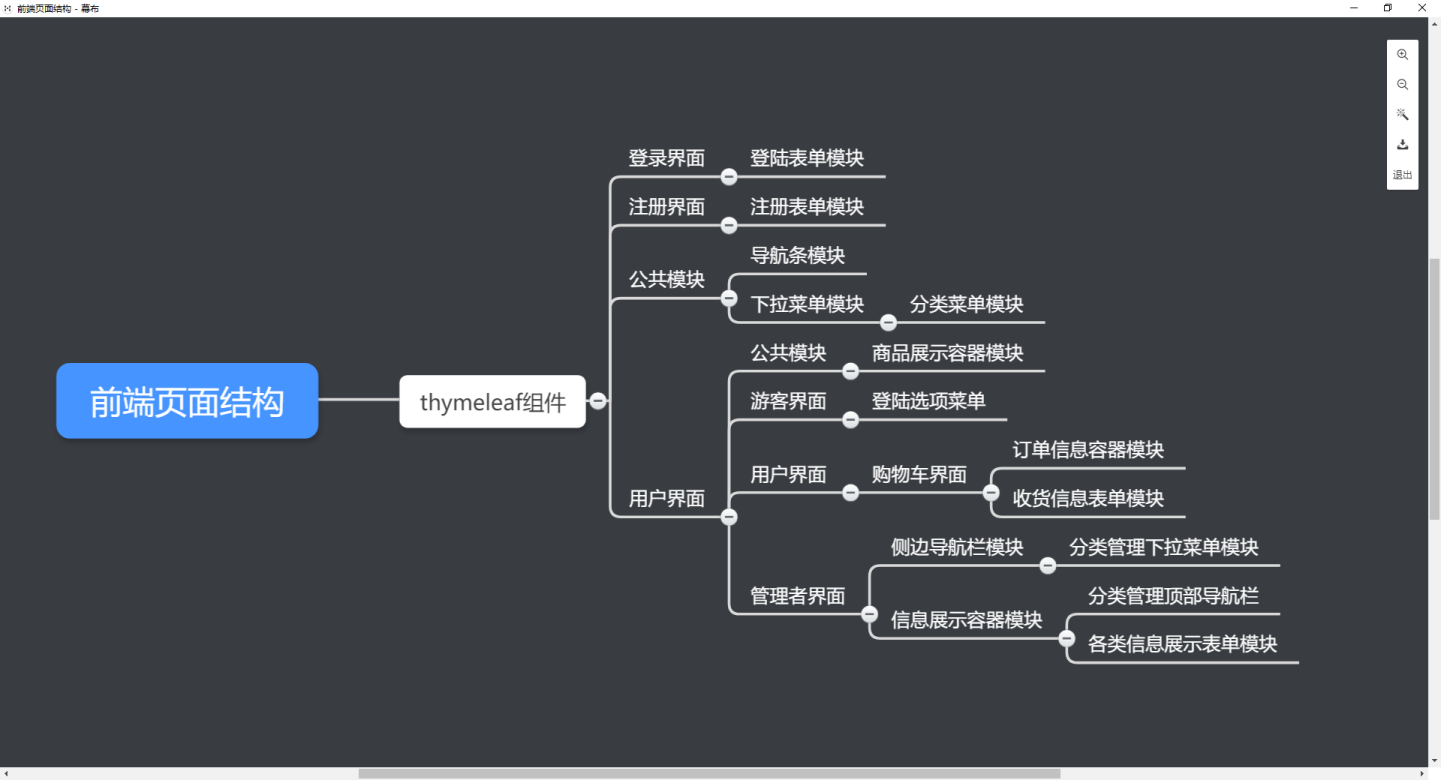 前端页面结构 - 幕布
退出
登录界面
登陆表单模块
注册界面
注册表单模块
公共模块
导航条模块
下拉菜单模块
分类菜单模块
前端页面结构
thymeleaf组件
用户界面
公共模块
商品展示容器模块
游客界面
登陆选项菜单
用户界面
购物车界面
订单信息容器模块
收货信息表单模块
管理者界面
侧边导航栏模块
分类管理下拉菜单模块
信息展示容器模块
分类管理顶部导航栏
各类信息展示表单模块